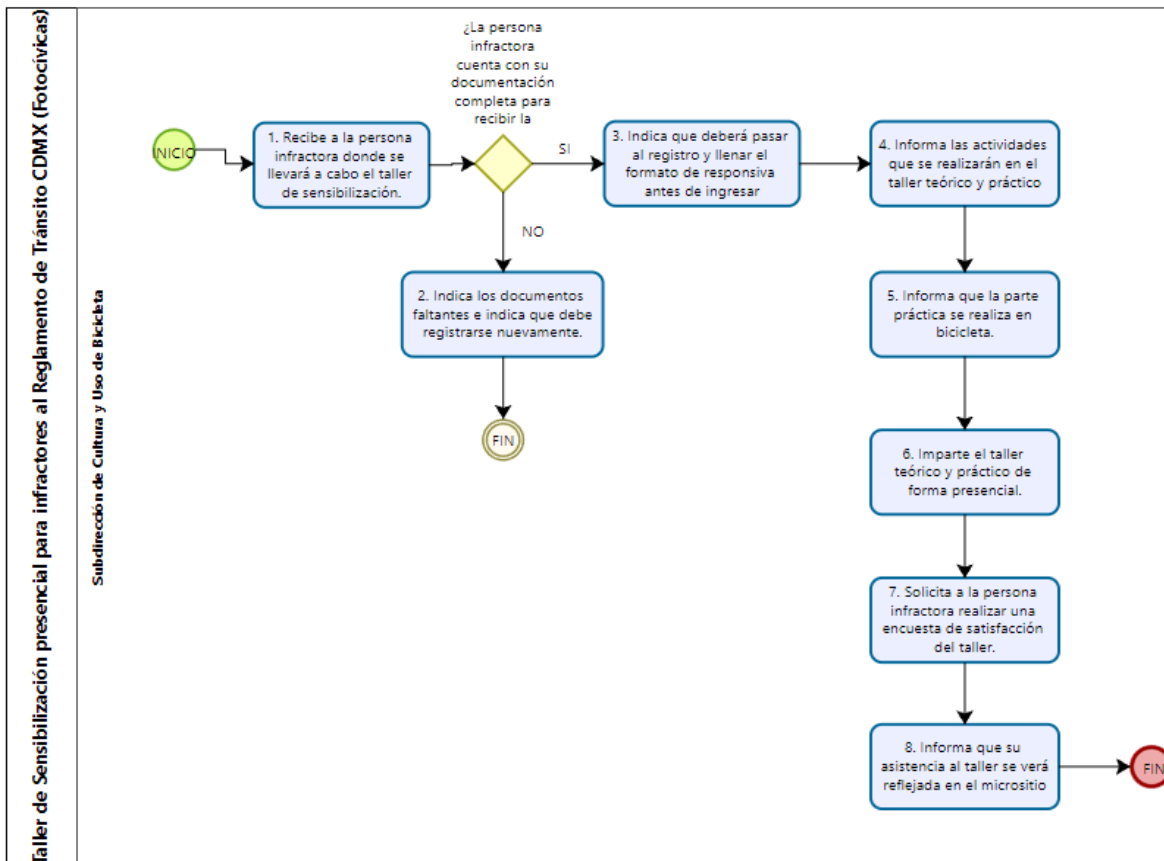 Taller de Sensibilización presencial para infractores al Reglamento de Tránsito CDMX (Fotocívicas)
Subdirección de Cultura y Uso de Bicicleta
INICIO
1. Recibe a la persona
infractora donde se
llevará a cabo el taller
de sensibilización.
¿La persona
infractora
cuenta con su
documentación
completa para
recibir la
SI
NO
2. Indica los documentos
faltantes e indica que debe
registrarse nuevamente.
FIN
3. Indica que deberá pasar
al registro y llenar el
formato de responsiva
antes de ingresar
4. Informa las actividades
que se realizarán en el
taller teórico y práctico
5. Informa que la parte
práctica se realiza en
bicicleta.
6. Imparte el taller
teórico y práctico de
forma presencial.
7. Solicita a la persona
infractora realizar una
encuesta de satisfacción
del taller.
8. Informa que su
asistencia al taller se verá
reflejada en el micrositio
FIN